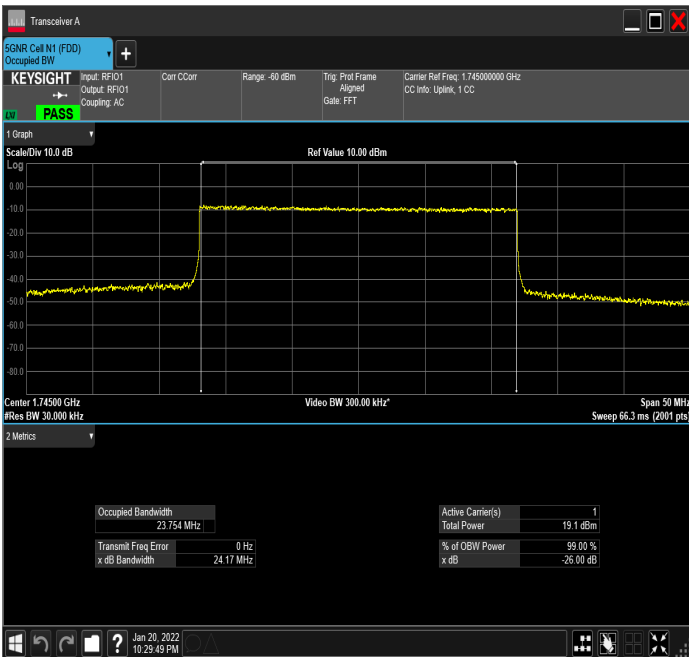 Transceiver A
5GNR Cell N1 (FDD)
Occupied BW
+
KEYSIGHT
LXI PASS
Input: RFIO1
Output: RFIO1
Coupling: AC
Corr CCorr
Range: -60 dBm
Trig: Prot Frame
Aligned
Gate: FFT
Carrier Ref Freq: 1.745000000 GHz
CC Info: Uplink, 1 CC
1 Graph
Scale/Div 10.0 dB
Ref Value 10.00 dBm
Log
0.00
-10.0
-20.0
-30.0
-40.0
-50.0
-60.0
-70.0
-80.0
Center 1.74500 GHz
Video BW 300.00 kHz*
Span 50 MHz
#Res BW 30.000 kHz
Sweep 66.3 ms (2001 pts)
2 Metrics
Occupied Bandwidth
23.754 MHz
Transmit Freq Error 0 Hz
x dB Bandwidth 24.17 MHz
Active Carrier(s) 1
Total Power 19.1 dBm
% of OBW Power 99.00 %
x dB -26.00 dB
?
Jan 20, 2022
10:29:49 PM